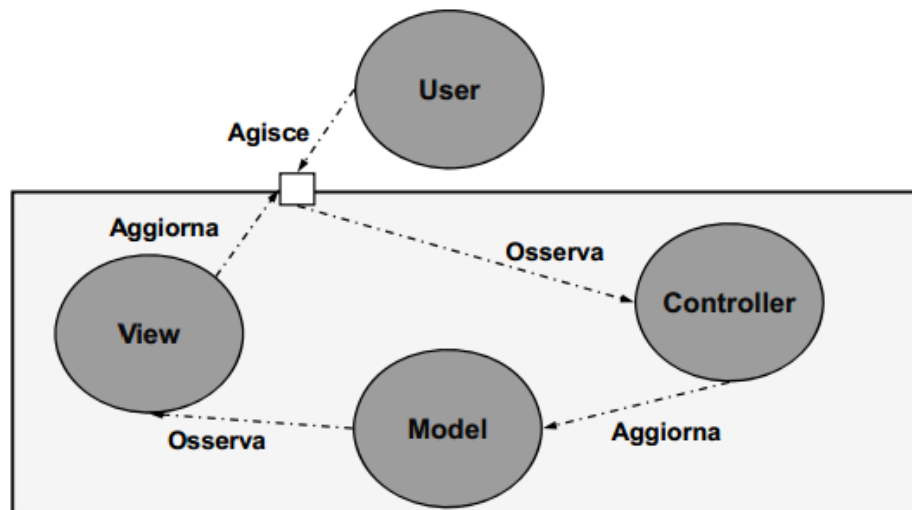 User
Agisce
Aggiorna
Osserva
Controller
View
Model
Osserva
Aggiorna